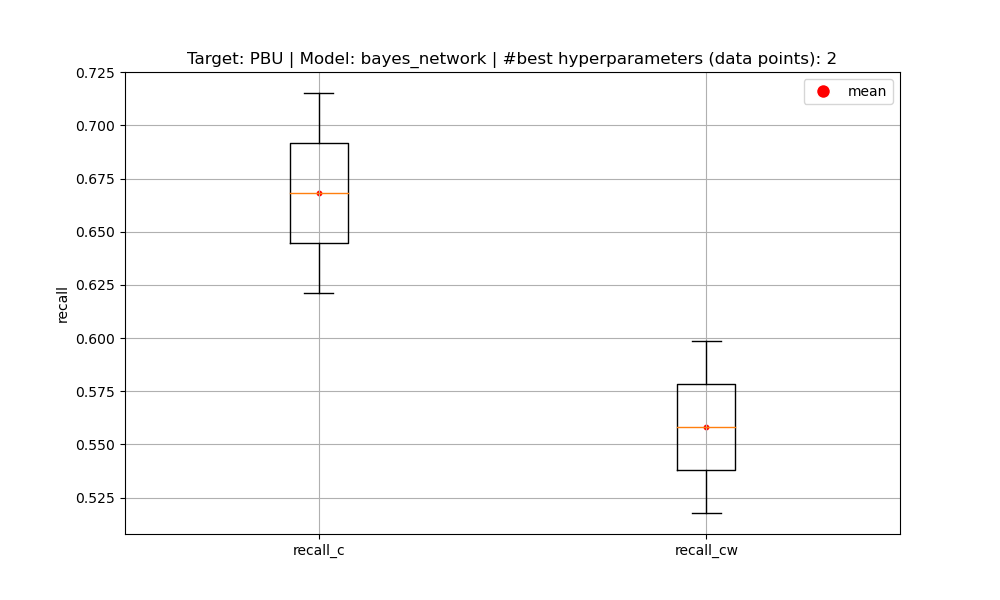 Target: PBU | Model: bayes_network | #best hyperparameters (data points): 2
mean
recall
0.725
0.700
0.675
0.650
0.625
0.600
0.575
0.550
0.525
recall_c
recall_cw